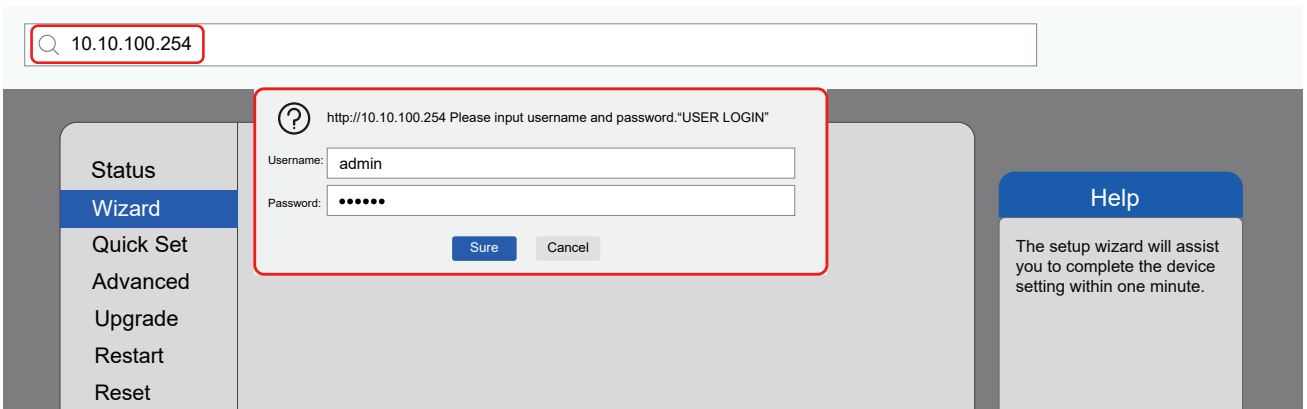 10.10.100.254
http://10.10.100.254 Please input username and password.“USER LOGIN”
Username: admin
Password: ••••••
Sure Cancel
Status
Wizard
Quick Set
Advanced
Upgrade
Restart
Reset
Help
The setup wizard will assist
you to complete the device
setting within one minute.